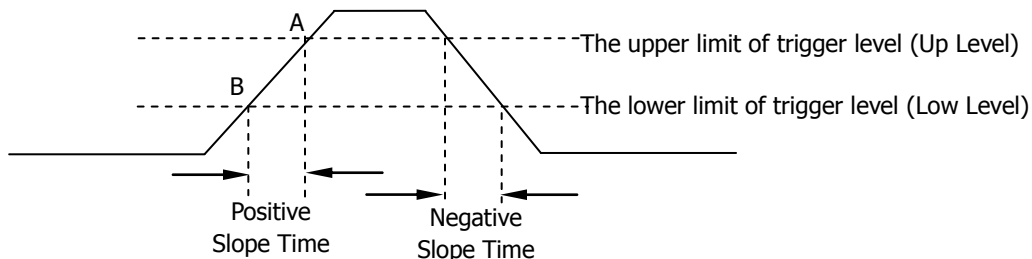 A
The upper limit of trigger level (Up Level)
B
The lower limit of trigger level (Low Level)
Positive
Slope Time
Negative
Slope Time